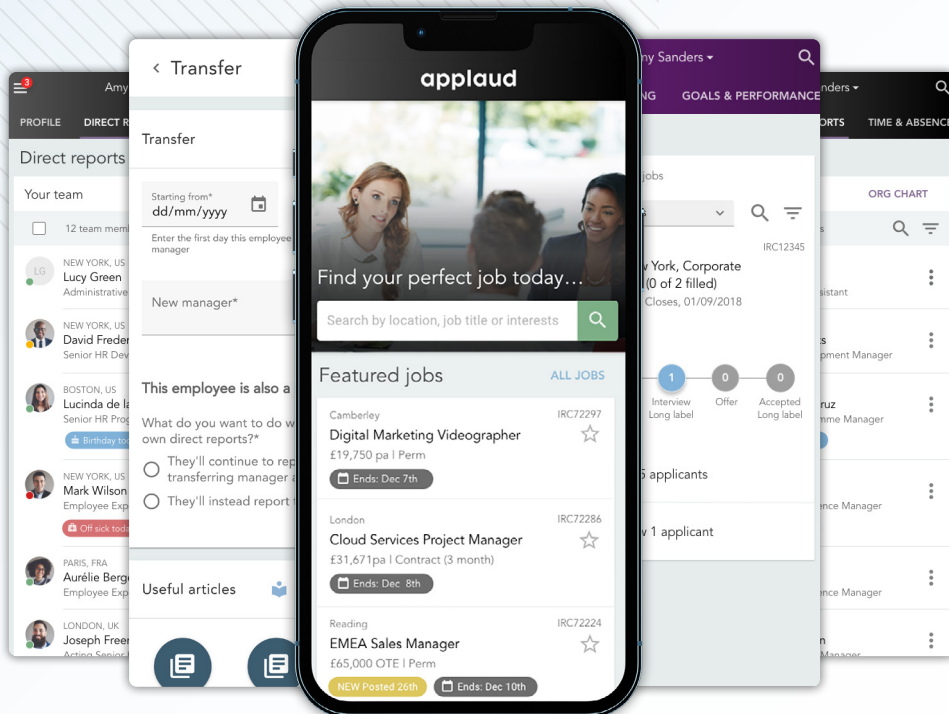 3
Amy
PROFILE
DIRECT R
Direct reports
Your team
12 team meml
LG
NEW YORK, US
Lucy Green
Administrative
NEW YORK, US
David Freder
Senior HR Dev
BOSTON, US
Lucinda de la
Senior HR Prog
Birthday tod
NEW YORK, US
Mark Wilson
Employee Exp
Off sick toda
PARIS, FRA
Aurélie Berge
Employee Exp
LONDON, UK
Joseph Freer
Acting Senior
< Transfer
Transfer
Starting from*
dd/mm/yyyy
Enter the first day this employee
manager
New manager*
This employee is also a
What do you want to do w
own direct reports?*
They'll continue to rep
transferring manager a
They'll instead report t
Useful articles
applaud
Find your perfect job today...
Search by location, job title or interests
Featured jobs
ALL JOBS
Camberley
IRC72297
Digital Marketing Videographer
£19,750 pa | Perm
Ends: Dec 7th
London
IRC72286
Cloud Services Project Manager
£31,671pa | Contract (3 month)
Ends: Dec 8th
Reading
IRC72224
EMEA Sales Manager
£65,000 OTE | Perm
NEW Posted 26th
Ends: Dec 10th
ny Sanders
NG
GOALS & PERFORMANCE
jobs
IRC12345
York, Corporate
(0 of 2 filled)
Closes, 01/09/2018
1
0
0
Interview
Long label
Offer
Accepted
Long label
applicants
1 applicant
nders
ORTS
TIME & ABSENCE
ORG CHART
s
sistant
ks
pment Manager
ruz
mme Manager
ence Manager
ence Manager
n
Manager